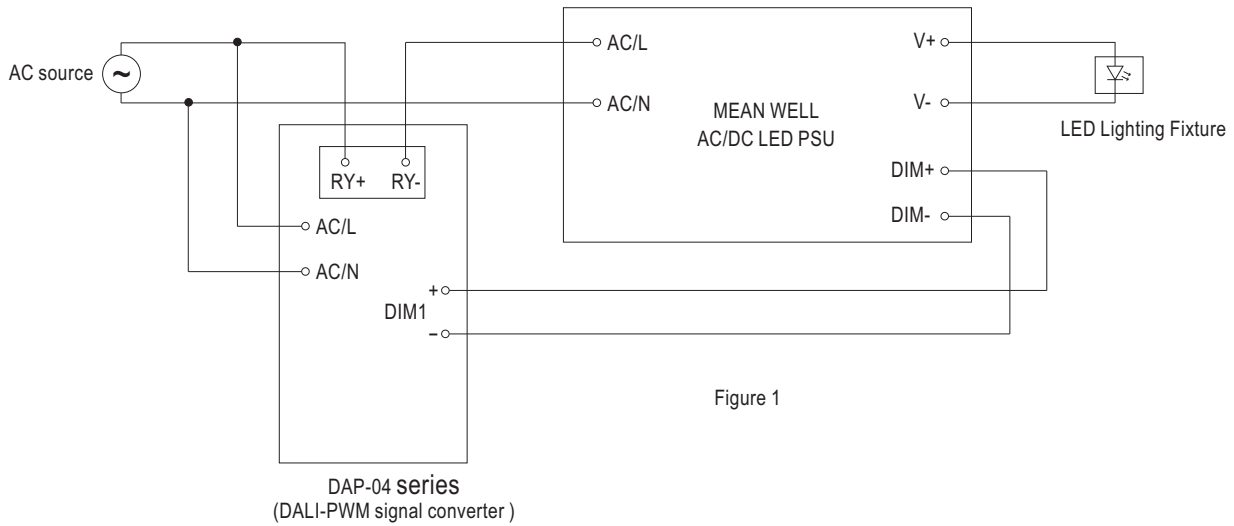 AC source
~
AC/L
AC/N
MEAN WELL
AC/DC LED PSU
V+
V-
DIM+
DIM-
LED Lighting Fixture
RY+ RY-
AC/L
AC/N
+
DIM1
-
Figure 1
DAP-04 series
(DALI-PWM signal converter )